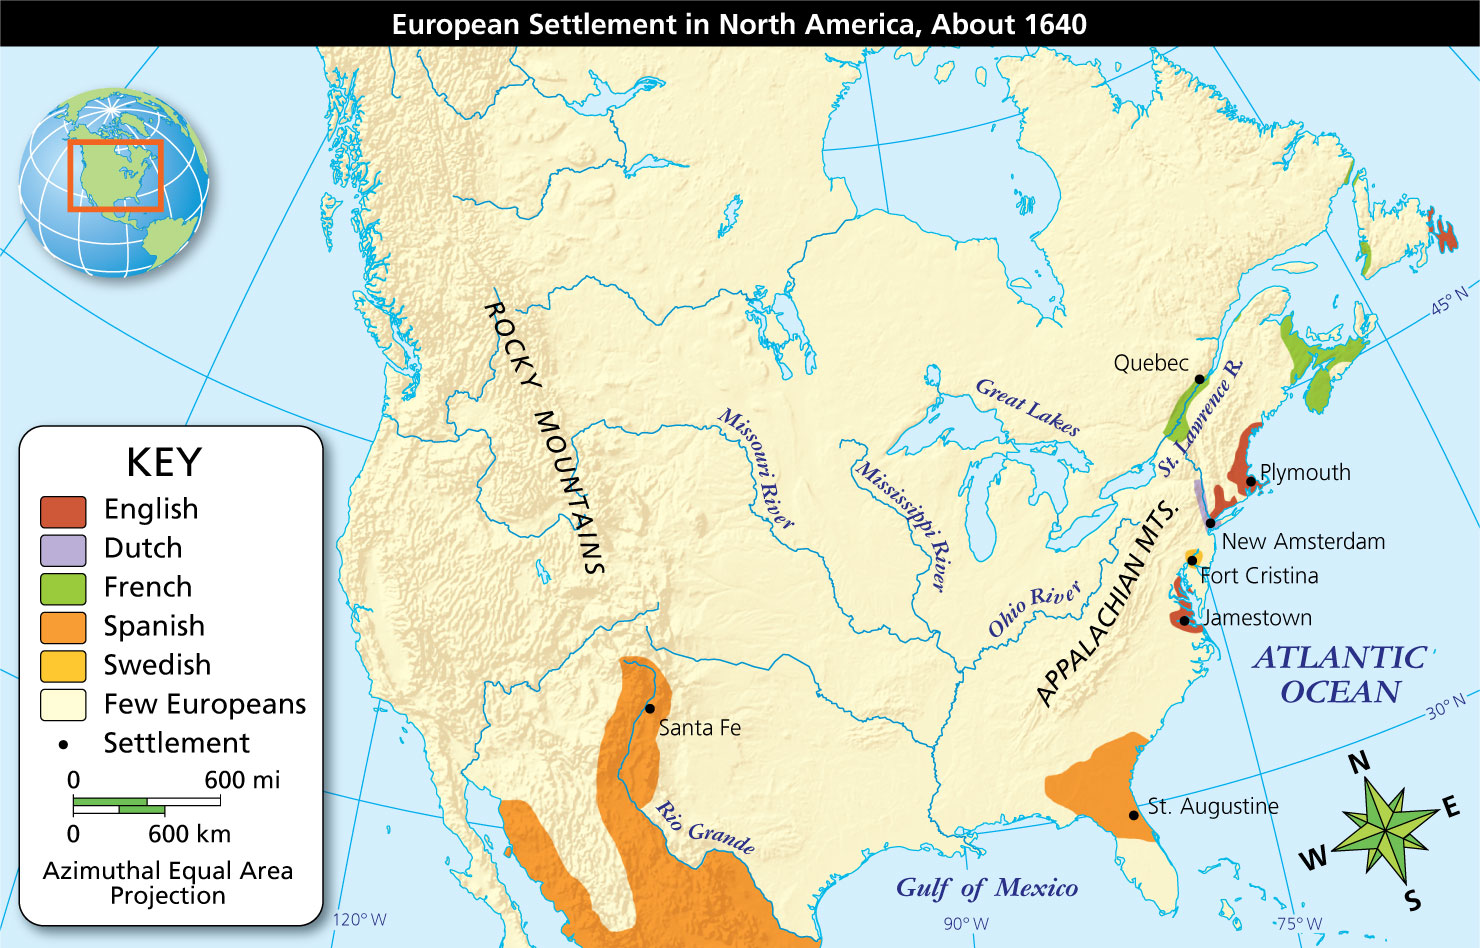 European Settlement in North America, About 1640
45° N
Quebec
St. Lawrence R.
Great Lakes
ROCKY MOUNTAINS
Missouri River
Mississippi River
Plymouth
New Amsterdam
Fort Cristina
Jamestown
Ohio River
APPALACHIAN MTS.
ATLANTIC
OCEAN
30° N
Santa Fe
St. Augustine
Rio Grande
Gulf of Mexico
120° W
90° W
75° W
N
E
W
S
KEY
English
Dutch
French
Spanish
Swedish
Few Europeans
Settlement
0 600 mi
0 600 km
Azimuthal Equal Area
Projection